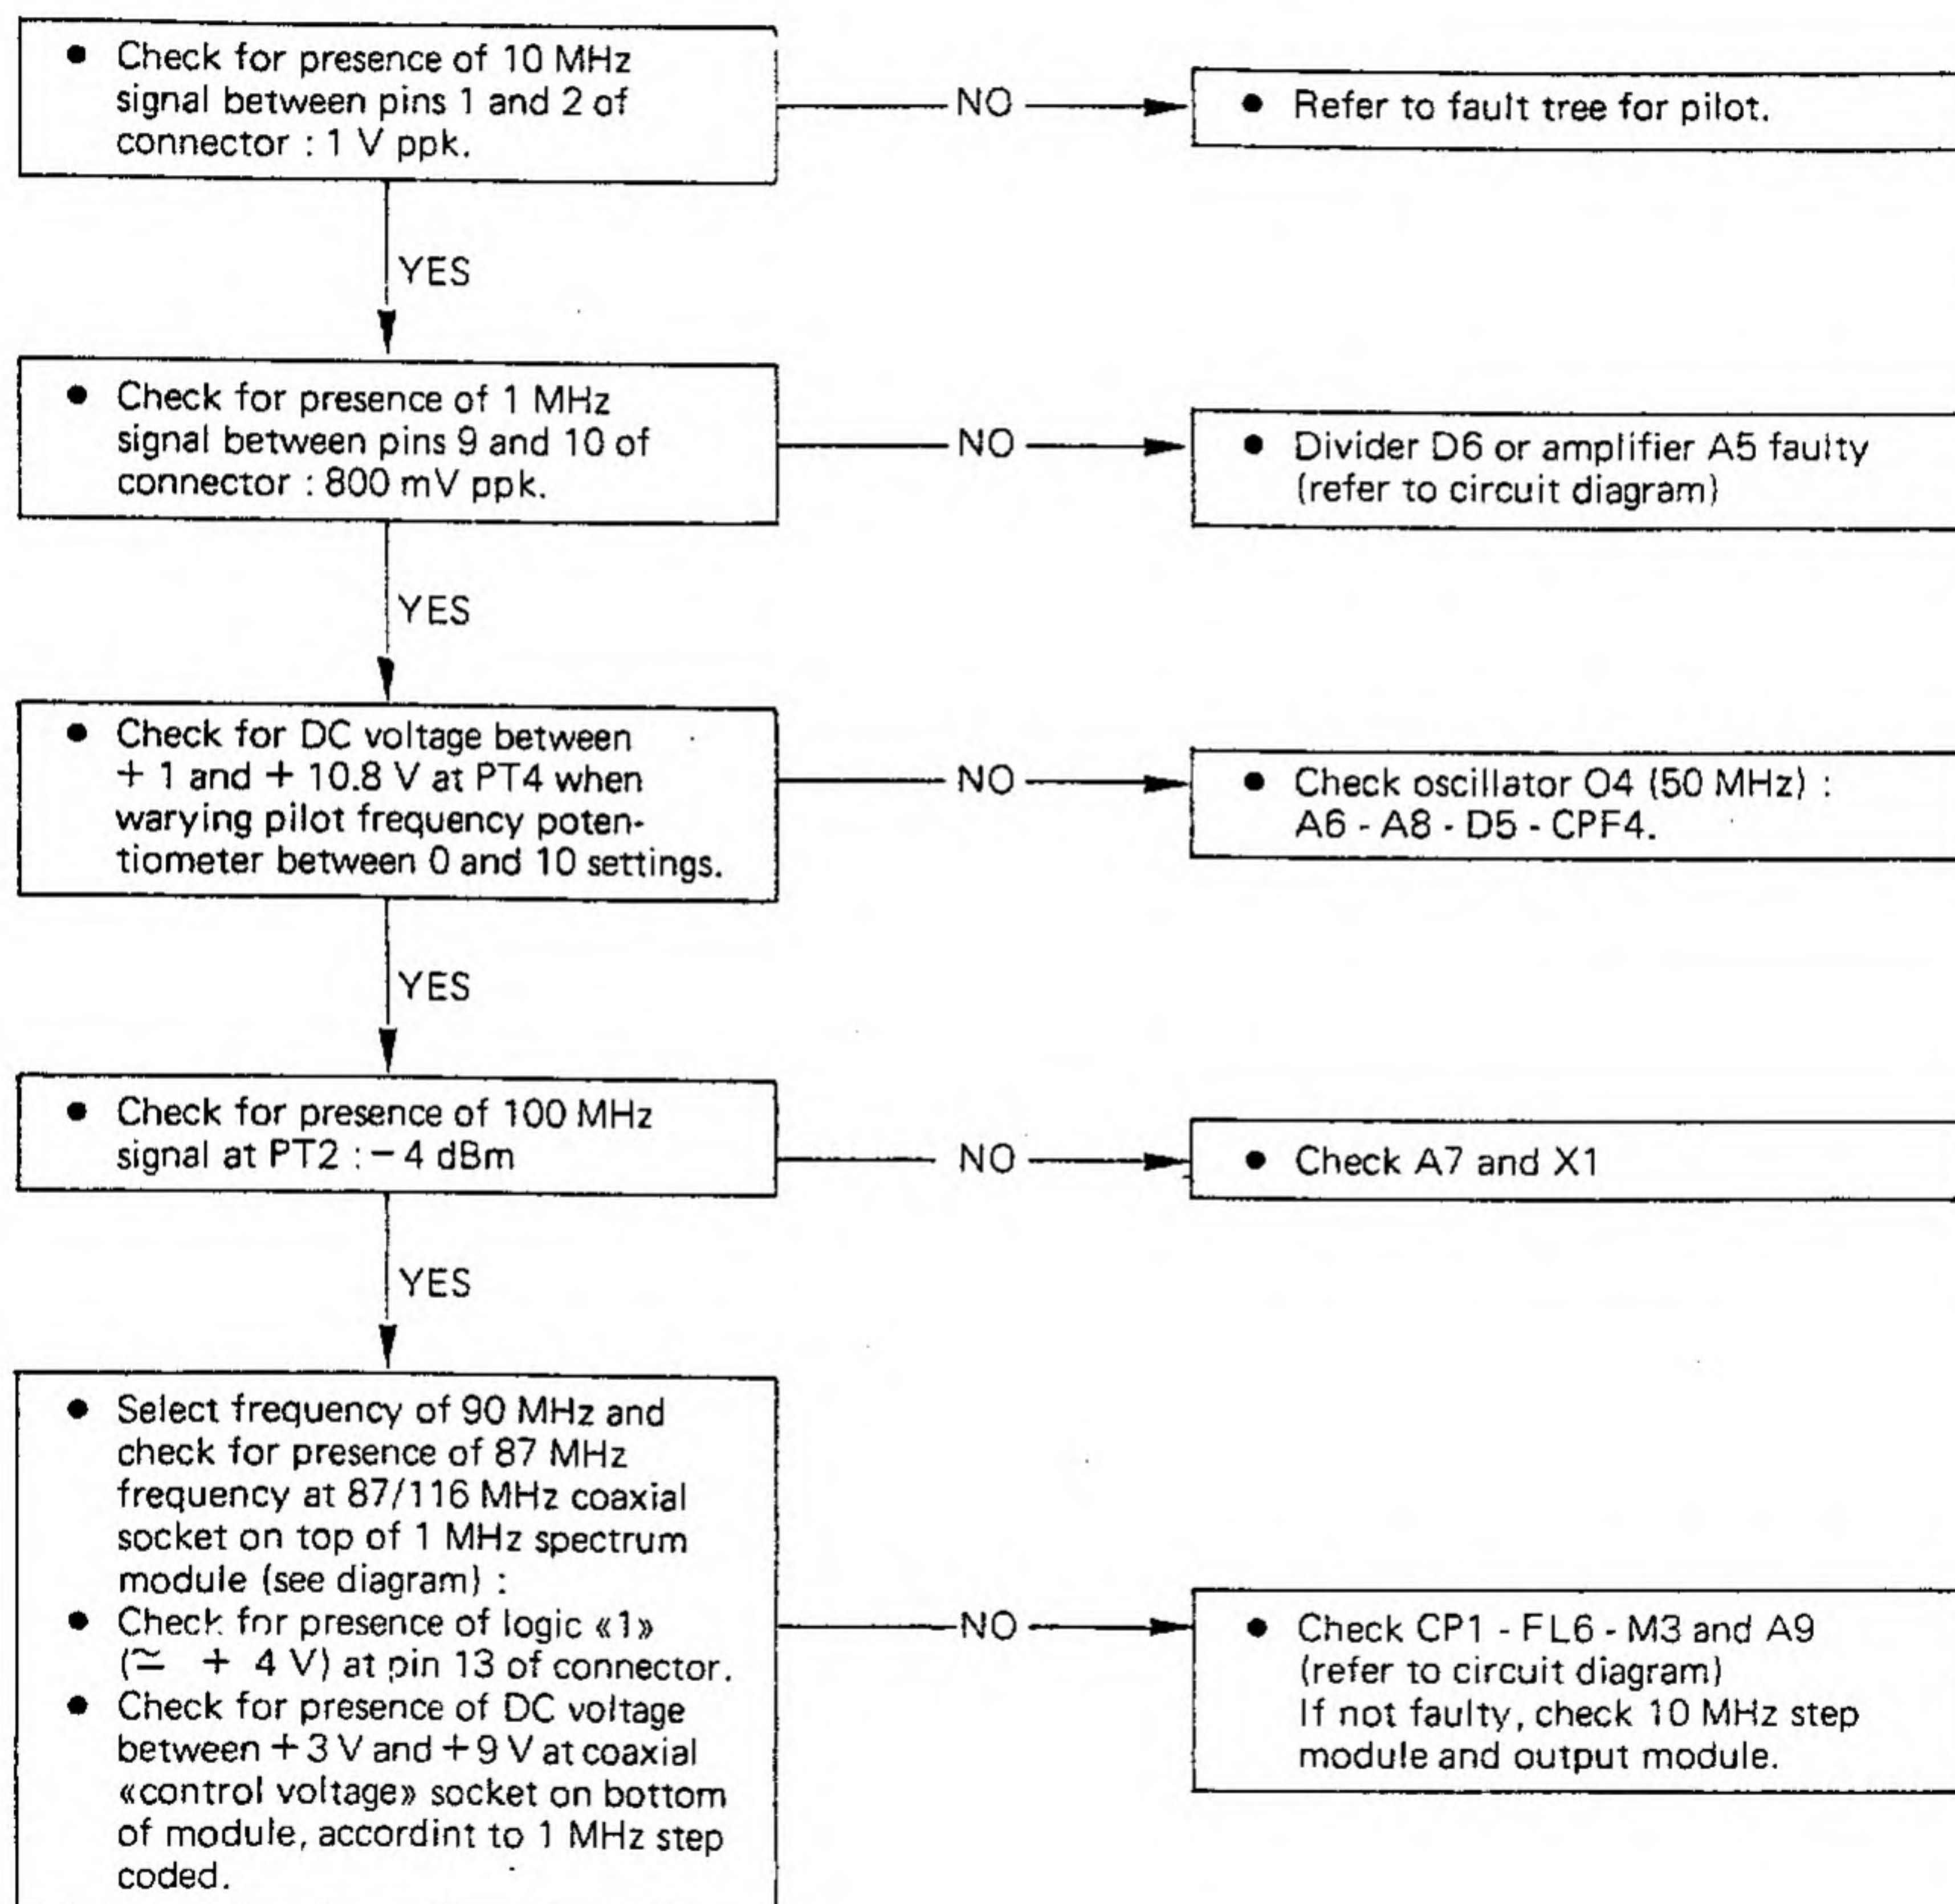 ● Check for presence of 10 MHz
signal between pins 1 and 2 of
connector : 1 V ppk.
NO
● Refer to fault tree for pilot.
YES
● Check for presence of 1 MHz
signal between pins 9 and 10 of
connector : 800 mV ppk.
NO
● Divider D6 or amplifier A5 faulty
(refer to circuit diagram)
YES
● Check for DC voltage between
+ 1 and + 10.8 V at PT4 when
warying pilot frequency poten-
tiometer between 0 and 10 settings.
NO
● Check oscillator O4 (50 MHz) :
A6 - A8 - D5 - CPF4.
YES
● Check for presence of 100 MHz
signal at PT2 : − 4 dBm
NO
● Check A7 and X1
YES
● Select frequency of 90 MHz and
check for presence of 87 MHz
frequency at 87/116 MHz coaxial
socket on top of 1 MHz spectrum
module (see diagram) :
● Check for presence of logic «1»
(≃ + 4 V) at pin 13 of connector.
● Check for presence of DC voltage
between + 3 V and + 9 V at coaxial
«control voltage» socket on bottom
of module, accordint to 1 MHz step
coded.
NO
● Check CP1 - FL6 - M3 and A9
(refer to circuit diagram)
If not faulty, check 10 MHz step
module and output module.